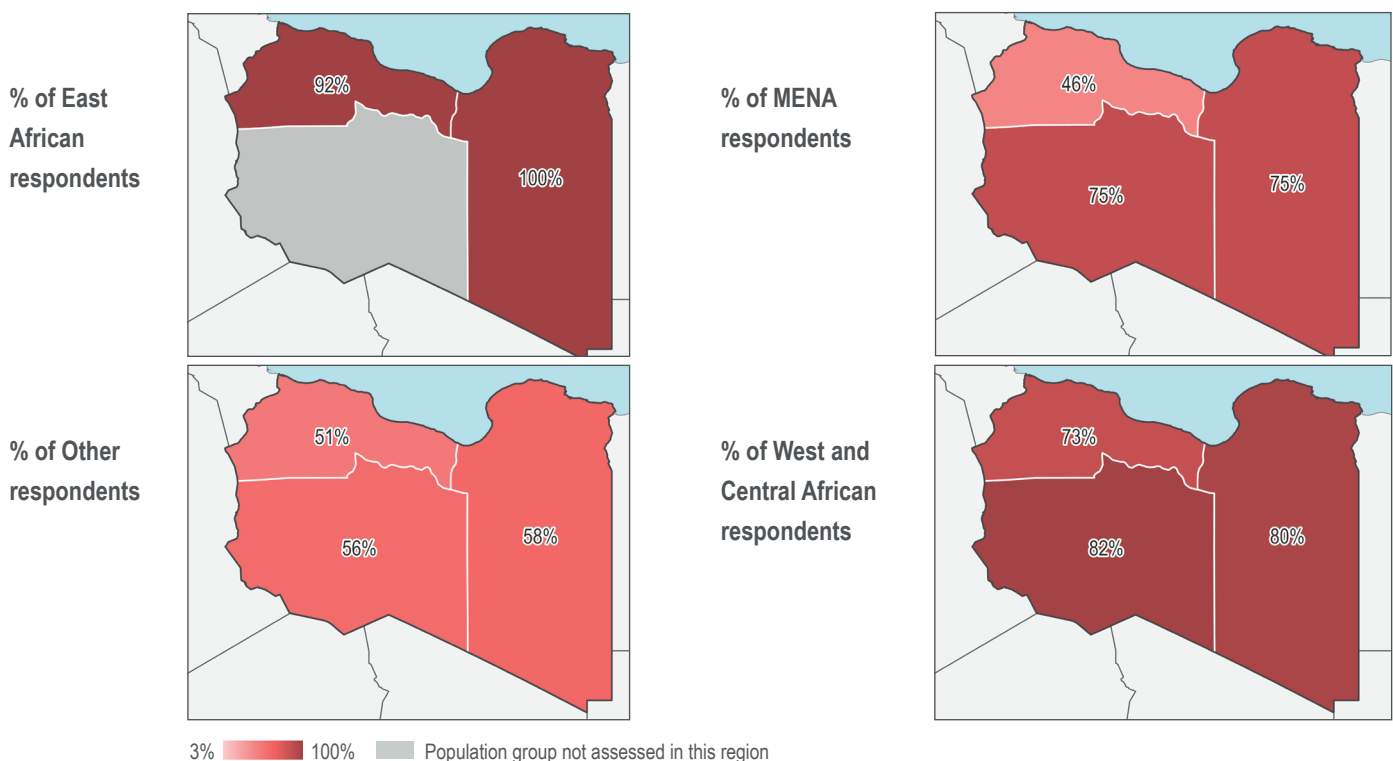 % of East
African
respondents
92%
100%
% of MENA
respondents
46%
75%
75%
% of Other
respondents
51%
56%
58%
% of West and
Central African
respondents
73%
82%
80%
3%
100%
Population group not assessed in this region